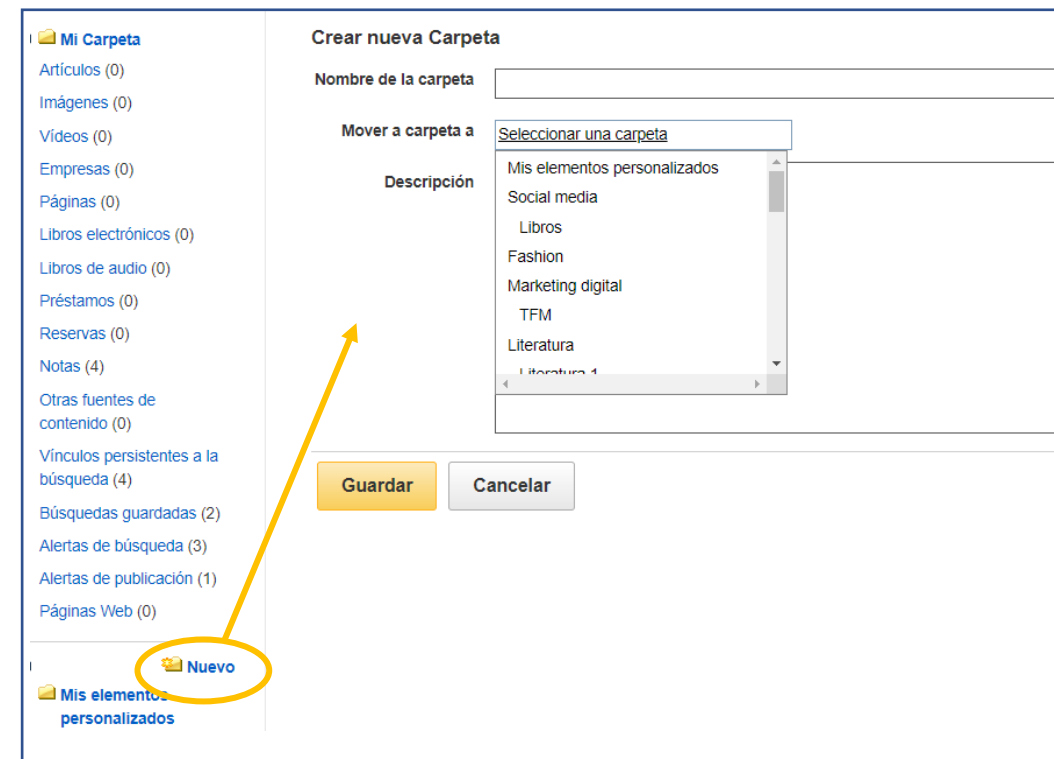 Mi Carpeta
Artículos (0)
Imágenes (0)
Vídeos (0)
Empresas (0)
Páginas (0)
Libros electrónicos (0)
Libros de audio (0)
Préstamos (0)
Reservas (0)
Notas (4)
Otras fuentes de
contenido (0)
Vínculos persistentes a la
búsqueda (4)
Búsquedas guardadas (2)
Alertas de búsqueda (3)
Alertas de publicación (1)
Páginas Web (0)
Nuevo
Mis elementos
personalizados
Crear nueva Carpeta
Nombre de la carpeta
Mover a carpeta a
Seleccionar una carpeta
Mis elementos personalizados
Social media
Libros
Fashion
Marketing digital
TFM
Literatura
Literatura 1
Descripción
Guardar
Cancelar